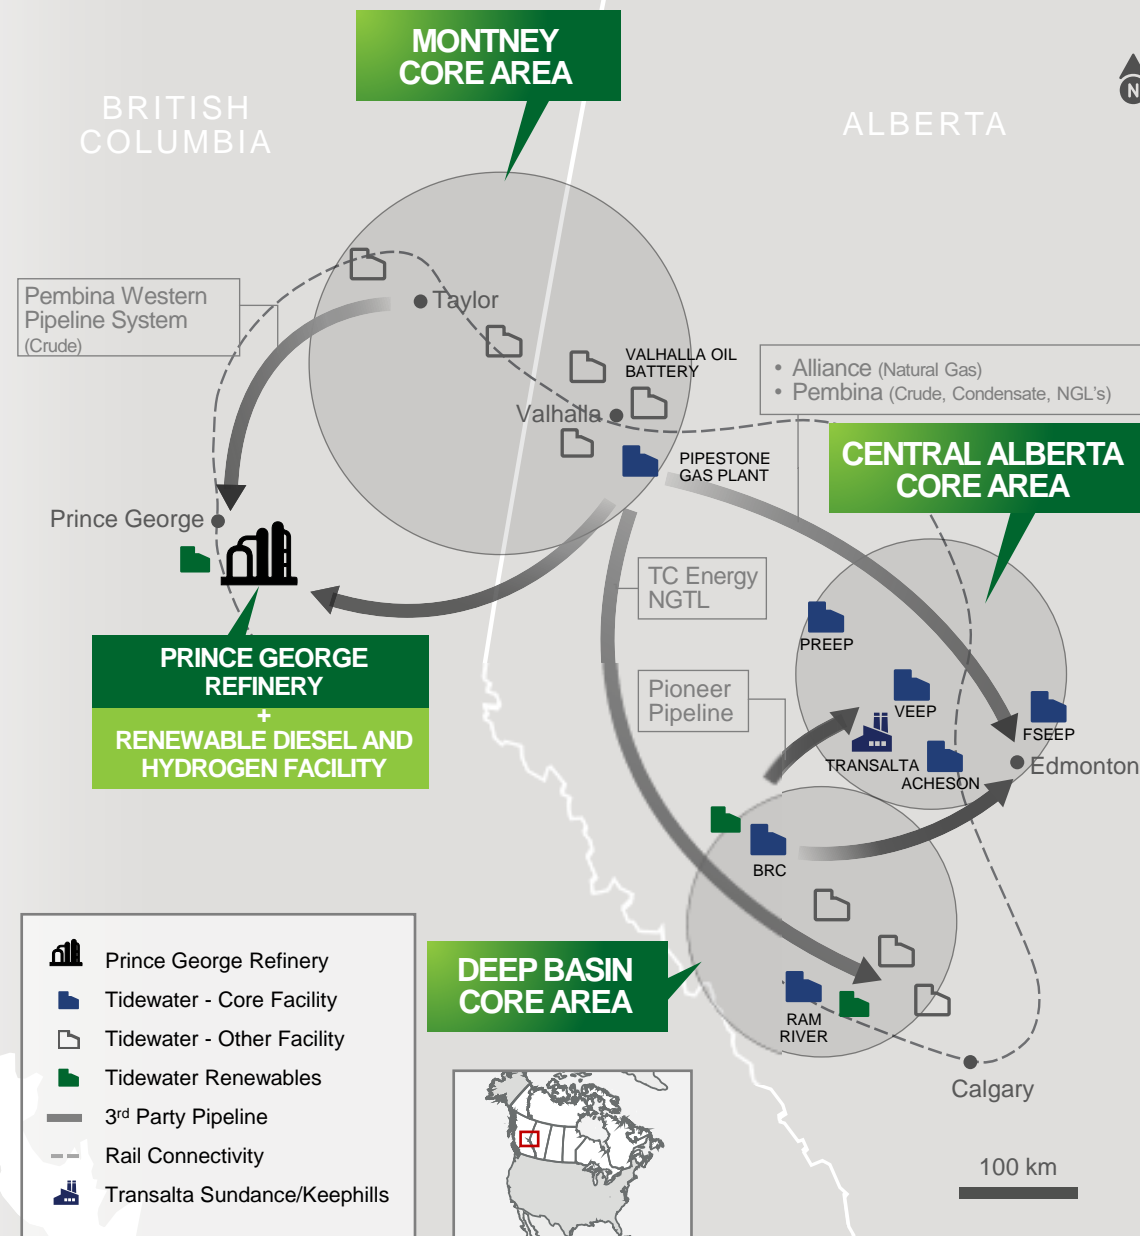 MONTNEY
CORE AREA
N
BRITISH
COLUMBIA
ALBERTA
Pembina Western
Pipeline System
(Crude)
Taylor
VALHALLA OIL
BATTERY
• Alliance (Natural Gas)
• Pembina (Crude, Condensate, NGL's)
Valhalla
CENTRAL ALBERTA
CORE AREA
PIPESTONE
GAS PLANT
Prince George
TC Energy
NGTL
PREEP
PRINCE GEORGE
REFINERY
+
RENEWABLE DIESEL AND
HYDROGEN FACILITY
Pioneer
Pipeline
VEEP
FSEEP
TRANSALTA
Edmonton
ACHESON
BRC
DEEP BASIN
CORE AREA
RAM
RIVER
Calgary
Prince George Refinery
Tidewater - Core Facility
Tidewater - Other Facility
Tidewater Renewables
3rd Party Pipeline
Rail Connectivity
Transalta Sundance/Keephills
100 km